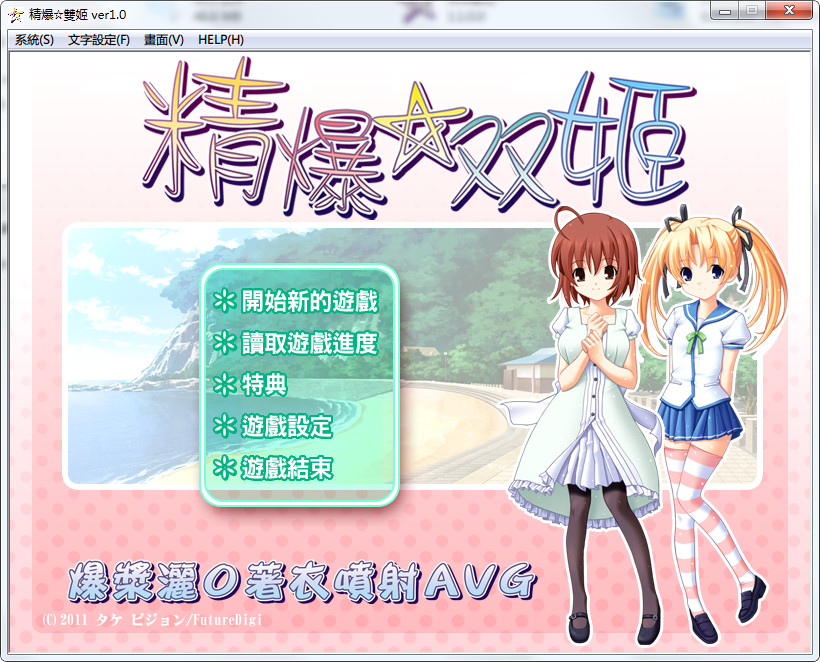 精爆☆雙姬 ver1.0
系統(S) 文字設定(F) 畫面(V) HELP(H)
精爆☆双姫
✻開始新的遊戲
✻讀取遊戲進度
✻特典
✻遊戲設定
✻遊戲結束
爆漿灑O著衣噴射AVG
(C)2011 タケ ビジョン/FutureDigi